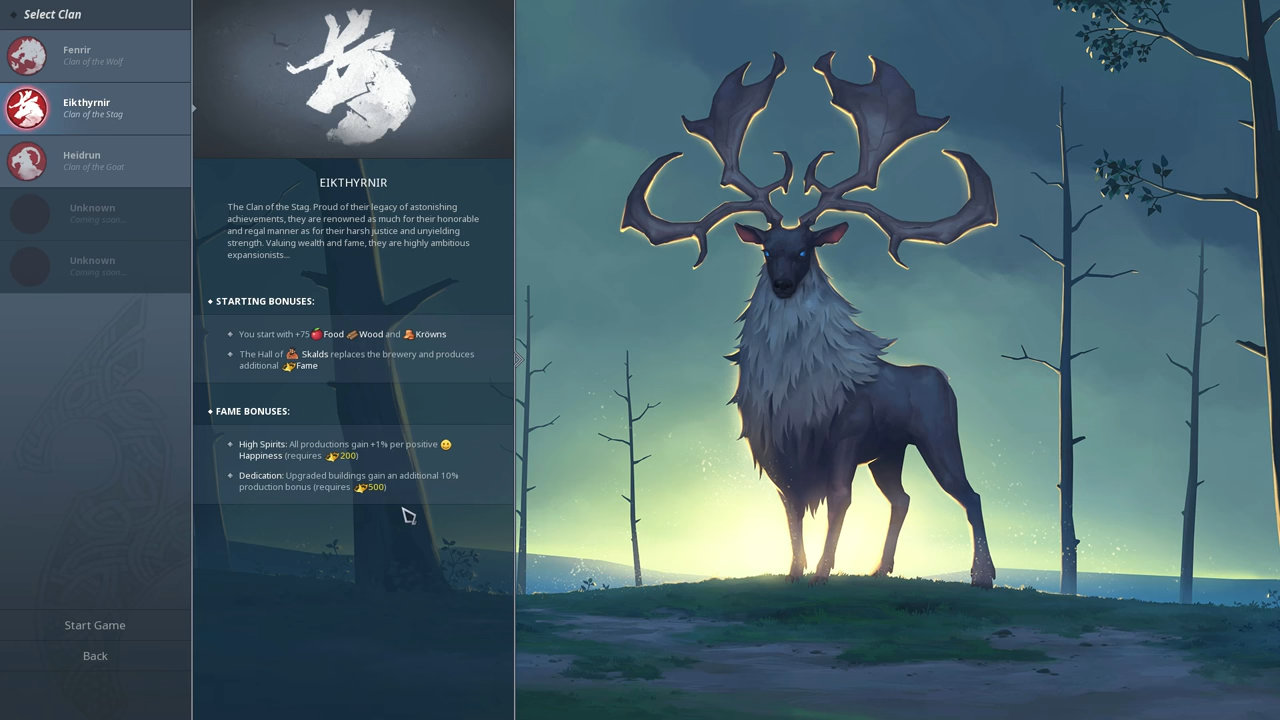 Select Clan
Fenrir
Clan of the Wolf
Eikthyrnir
Clan of the Stag
Heidrun
Clan of the Goat
Unknown
Coming soon...
Unknown
Coming soon...
Start Game
Back
EIKTHYRNIR
The Clan of the Stag. Proud of their legacy of astonishing
achievements, they are renowned as much for their honorable
and regal manner as for their harsh justice and unyielding
strength. Valuing wealth and fame, they are highly ambitious
expansionists...
STARTING BONUSES:
You start with +75 Food Wood and Kröwns
The Hall of Skalds replaces the brewery and produces
additional Fame
FAME BONUSES:
High Spirits: All productions gain +1% per positive
Happiness (requires 200)
Dedication: Upgraded buildings gain an additional 10%
production bonus (requires 500)